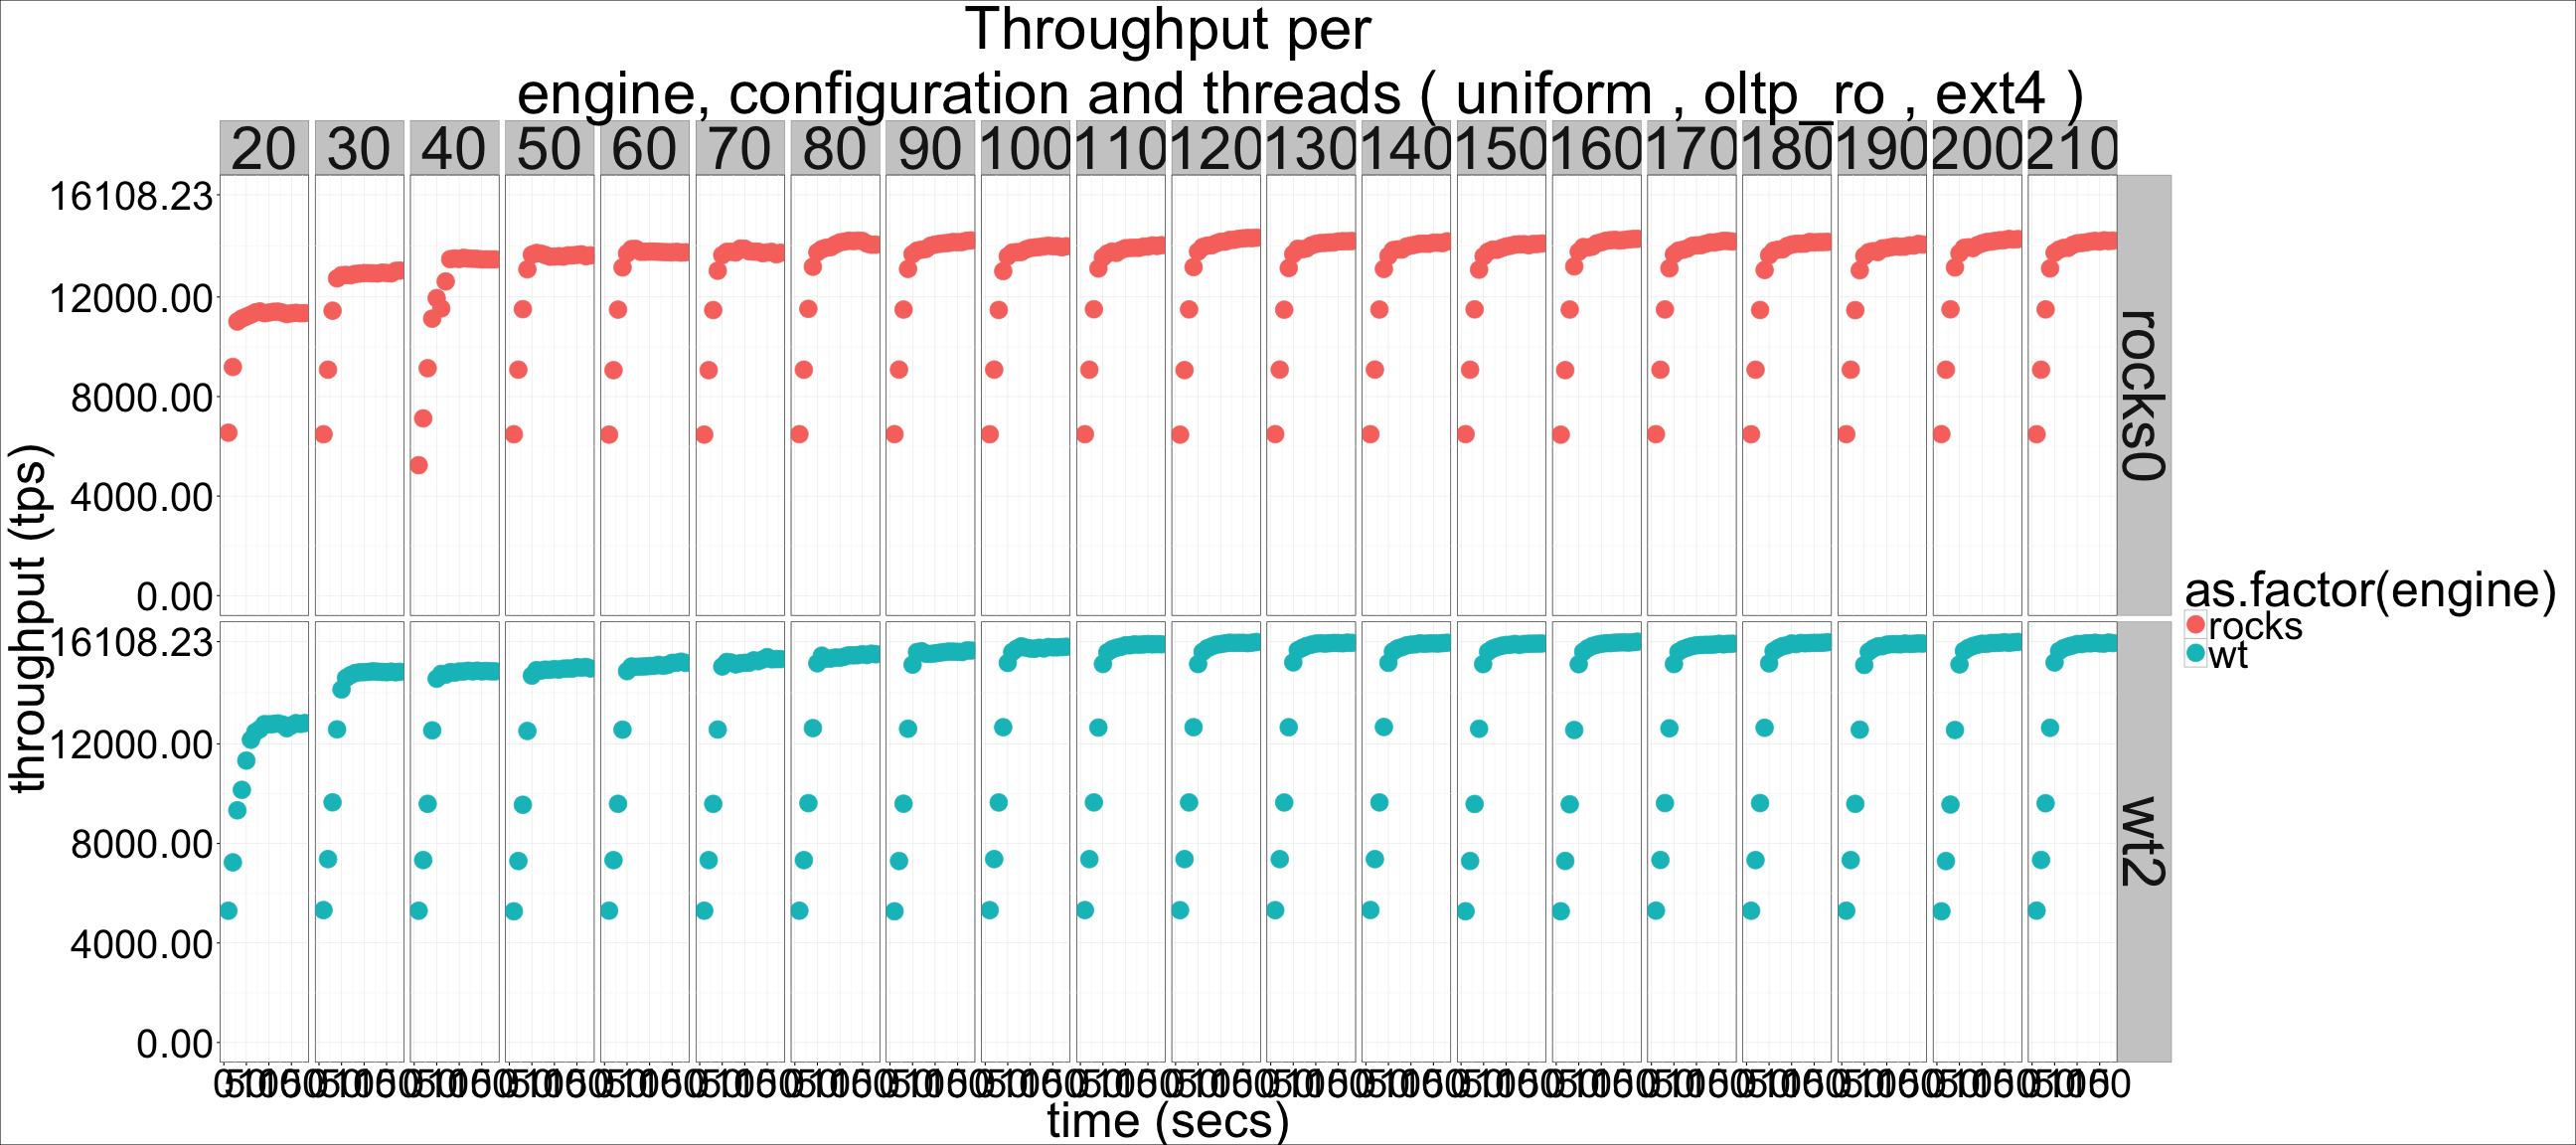 Throughput per
engine, configuration and threads ( uniform , oltp_ro , ext4 )
20 30 40 50 60 70 80 90 100 110 120 130 140 150 160 170 180 190 200 210
16108.23
12000.00
8000.00
4000.00
0.00
rocks0
16108.23
12000.00
8000.00
4000.00
0.00
wt2
throughput (tps)
time (secs)
as.factor(engine)
rocks
wt